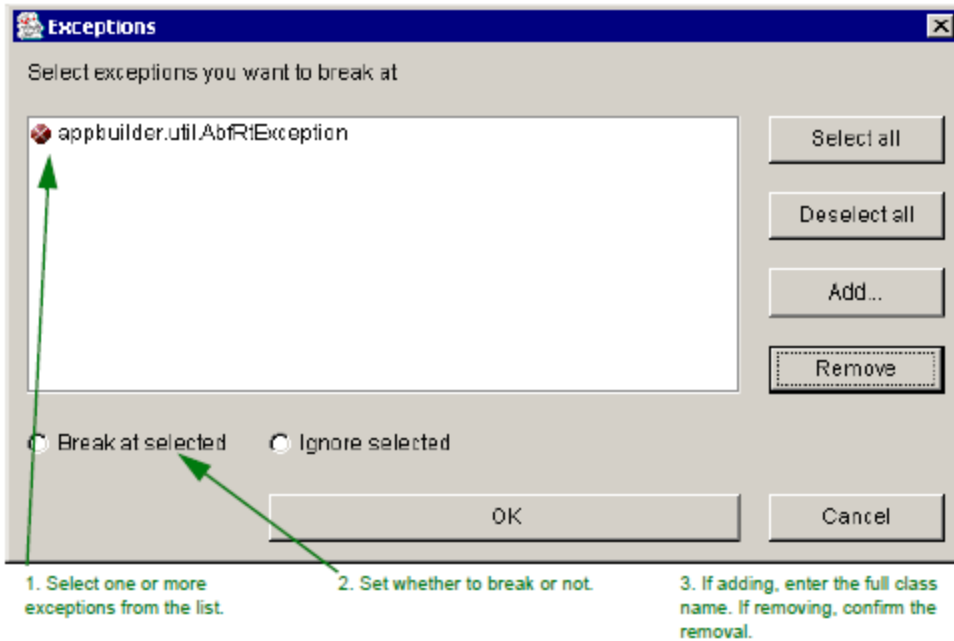 Exceptions
Select exceptions you want to break at
appbuilder.util.AbfRtException
Select all
Deselect all
Add...
Remove
Break at selected
Ignore selected
OK
Cancel
1. Select one or more
exceptions from the list.
2. Set whether to break or not.
3. If adding, enter the full class
name. If removing, confirm the
removal.